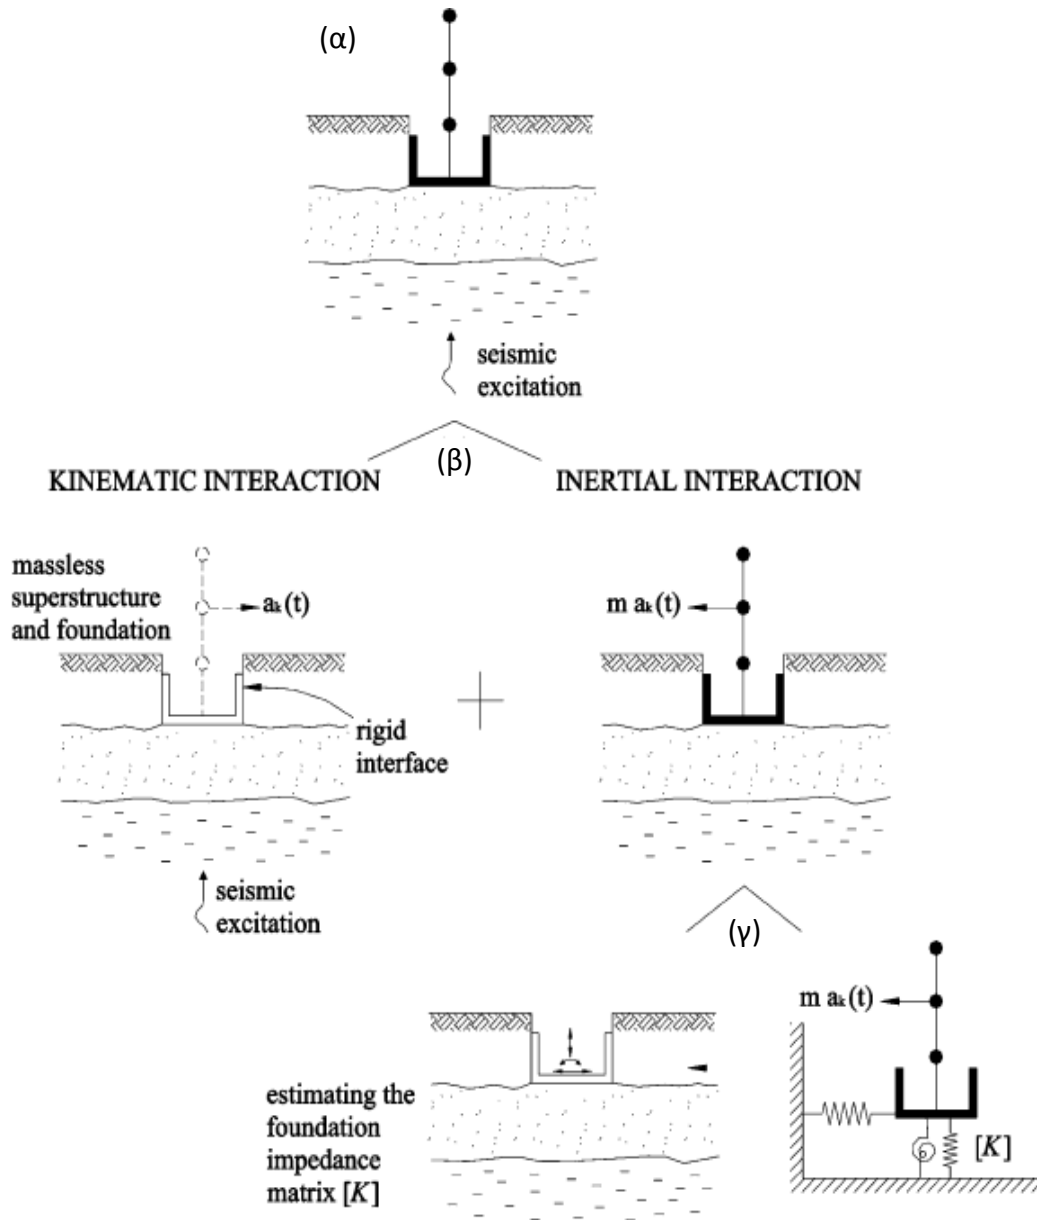 (α)
seismic
excitation
(β)
KINEMATIC INTERACTION
INERTIAL INTERACTION
massless
superstructure
and foundation
aₖ(t)
m aₖ(t)
rigid
interface
seismic
excitation
(γ)
m aₖ(t)
estimating the
foundation
impedance
matrix [K]
[K]